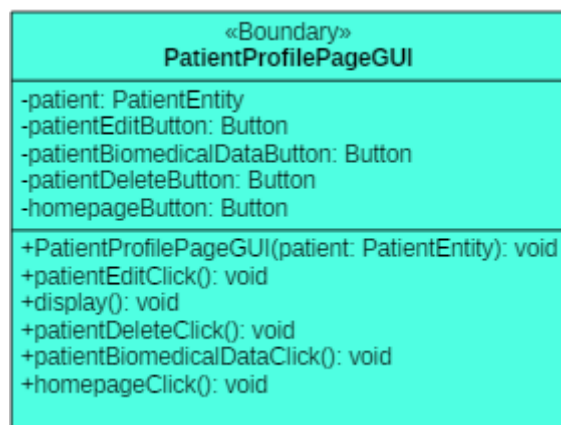 «Boundary»
PatientProfilePageGUI
-patient: PatientEntity
-patientEditButton: Button
-patientBiomedicalDataButton: Button
-patientDeleteButton: Button
-homepageButton: Button
+PatientProfilePageGUI(patient: PatientEntity): void
+patientEditClick(): void
+display(): void
+patientDeleteClick(): void
+patientBiomedicalDataClick(): void
+homepageClick(): void